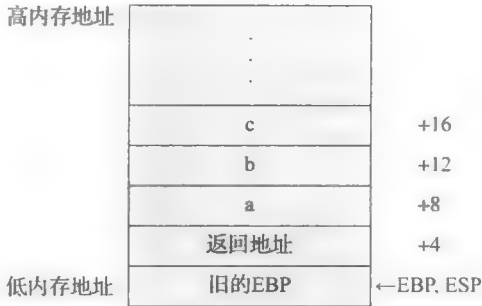 高内存地址
.
.
.
c +16
b +12
a +8
返回地址 +4
低内存地址 旧的EBP ←EBP, ESP